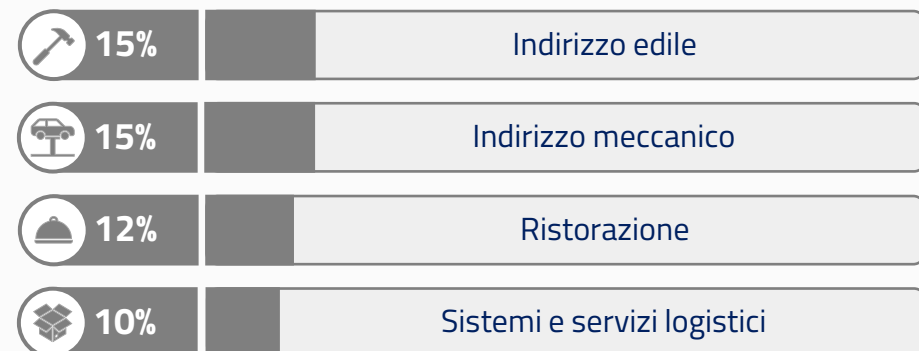 15% Indirizzo edile
15% Indirizzo meccanico
12% Ristorazione
10% Sistemi e servizi logistici